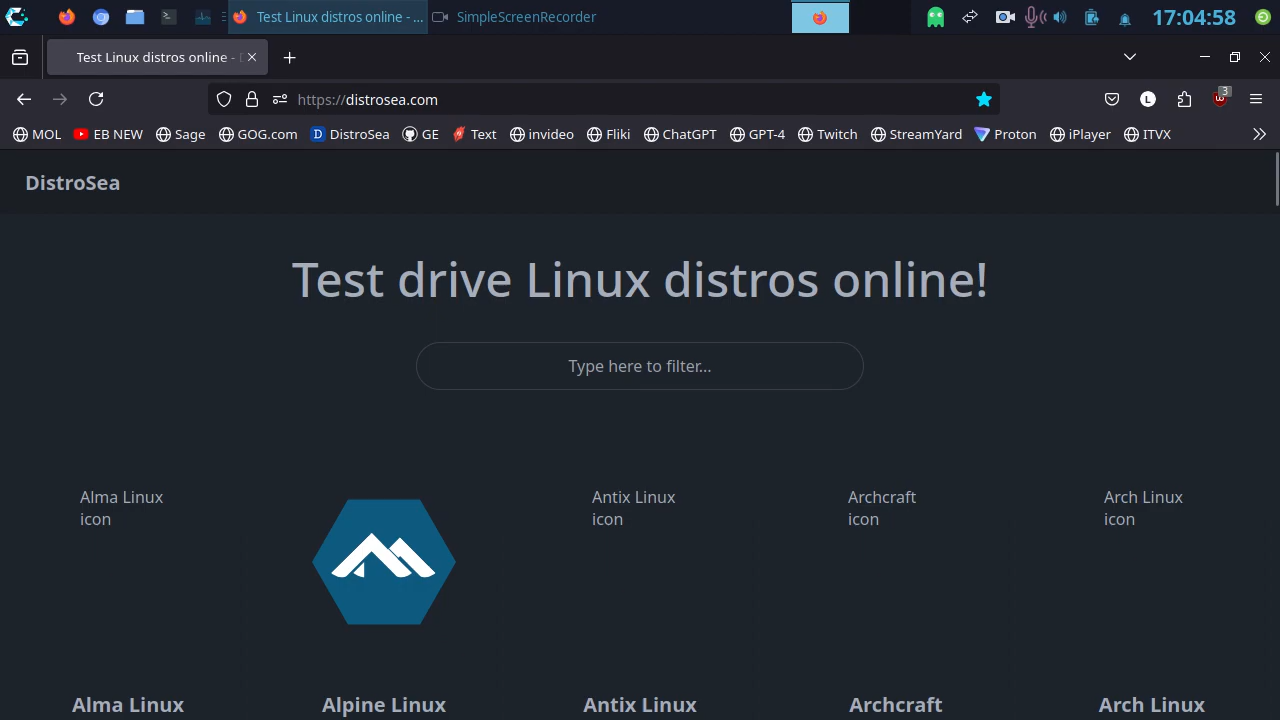 Test Linux distros online - ...
SimpleScreenRecorder
17:04:58
Test Linux distros online -
https://distrosea.com
3
MOL
EB NEW
Sage
GOG.com
DistroSea
GE
Text
invideo
Fliki
ChatGPT
GPT-4
Twitch
StreamYard
Proton
iPlayer
ITVX
DistroSea
Test drive Linux distros online!
Type here to filter...
Alma Linux
icon
Antix Linux
icon
Archcraft
icon
Arch Linux
icon
Alma Linux
Alpine Linux
Antix Linux
Archcraft
Arch Linux